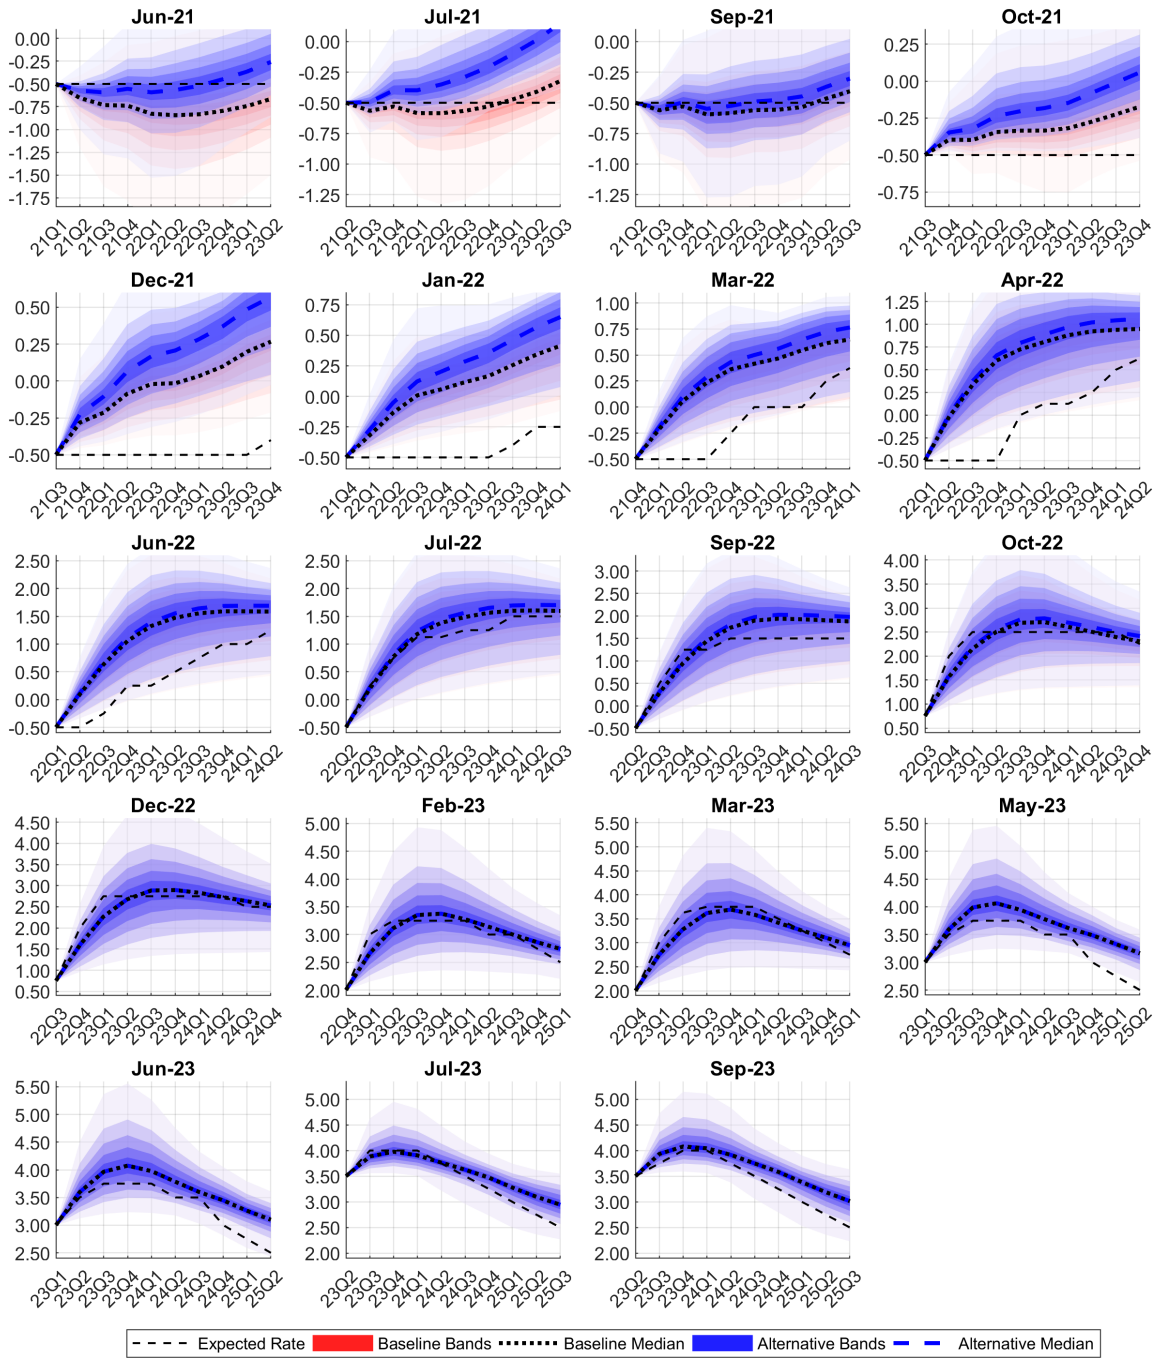 Jun-21 Jul-21 Sep-21 Oct-21
0.00 -0.25 -0.50 -0.75 -1.00 -1.25 -1.50 -1.75
21Q1 21Q2 21Q3 21Q4 22Q1 22Q2 22Q3 22Q4 23Q1 23Q2
0.00 -0.25 -0.50 -0.75 -1.00 -1.25
21Q2 21Q3 21Q4 22Q1 22Q2 22Q3 22Q4 23Q1 23Q2 23Q3
0.00 -0.25 -0.50 -0.75 -1.00 -1.25
21Q2 21Q3 21Q4 22Q1 22Q2 22Q3 22Q4 23Q1 23Q2 23Q3
0.25 0.00 -0.25 -0.50 -0.75
21Q3 21Q4 22Q1 22Q2 22Q3 22Q4 23Q1 23Q2 23Q3 23Q4
Dec-21 Jan-22 Mar-22 Apr-22
0.50 0.25 0.00 -0.25 -0.50
21Q3 21Q4 22Q1 22Q2 22Q3 22Q4 23Q1 23Q2 23Q3 23Q4
0.75 0.50 0.25 0.00 -0.25 -0.50
21Q4 22Q1 22Q2 22Q3 22Q4 23Q1 23Q2 23Q3 23Q4 24Q1
1.00 0.75 0.50 0.25 0.00 -0.25 -0.50
21Q4 22Q1 22Q2 22Q3 22Q4 23Q1 23Q2 23Q3 23Q4 24Q1
1.25 1.00 0.75 0.50 0.25 0.00 -0.25 -0.50
22Q1 22Q2 22Q3 22Q4 23Q1 23Q2 23Q3 23Q4 24Q1 24Q2
Jun-22 Jul-22 Sep-22 Oct-22
2.50 2.00 1.50 1.00 0.50 0.00 -0.50
22Q1 22Q2 22Q3 22Q4 23Q1 23Q2 23Q3 23Q4 24Q1 24Q2
2.50 2.00 1.50 1.00 0.50 0.00 -0.50
22Q2 22Q3 22Q4 23Q1 23Q2 23Q3 23Q4 24Q1 24Q2 24Q3
3.00 2.50 2.00 1.50 1.00 0.50 0.00 -0.50
22Q2 22Q3 22Q4 23Q1 23Q2 23Q3 23Q4 24Q1 24Q2 24Q3
4.00 3.50 3.00 2.50 2.00 1.50 1.00 0.50
22Q3 22Q4 23Q1 23Q2 23Q3 23Q4 24Q1 24Q2 24Q3 24Q4
Dec-22 Feb-23 Mar-23 May-23
4.50 4.00 3.50 3.00 2.50 2.00 1.50 1.00 0.50
22Q3 22Q4 23Q1 23Q2 23Q3 23Q4 24Q1 24Q2 24Q3 24Q4
5.00 4.50 4.00 3.50 3.00 2.50 2.00
22Q4 23Q1 23Q2 23Q3 23Q4 24Q1 24Q2 24Q3 24Q4 25Q1
5.50 5.00 4.50 4.00 3.50 3.00 2.50 2.00
22Q4 23Q1 23Q2 23Q3 23Q4 24Q1 24Q2 24Q3 24Q4 25Q1
5.50 5.00 4.50 4.00 3.50 3.00 2.50
23Q1 23Q2 23Q3 23Q4 24Q1 24Q2 24Q3 24Q4 25Q1 25Q2
Jun-23 Jul-23 Sep-23
5.50 5.00 4.50 4.00 3.50 3.00 2.50
23Q1 23Q2 23Q3 23Q4 24Q1 24Q2 24Q3 24Q4 25Q1 25Q2
5.00 4.50 4.00 3.50 3.00 2.50 2.00
23Q2 23Q3 23Q4 24Q1 24Q2 24Q3 24Q4 25Q1 25Q2 25Q3
5.00 4.50 4.00 3.50 3.00 2.50 2.00
23Q2 23Q3 23Q4 24Q1 24Q2 24Q3 24Q4 25Q1 25Q2 25Q3
Expected Rate Baseline Bands Baseline Median Alternative Bands Alternative Median